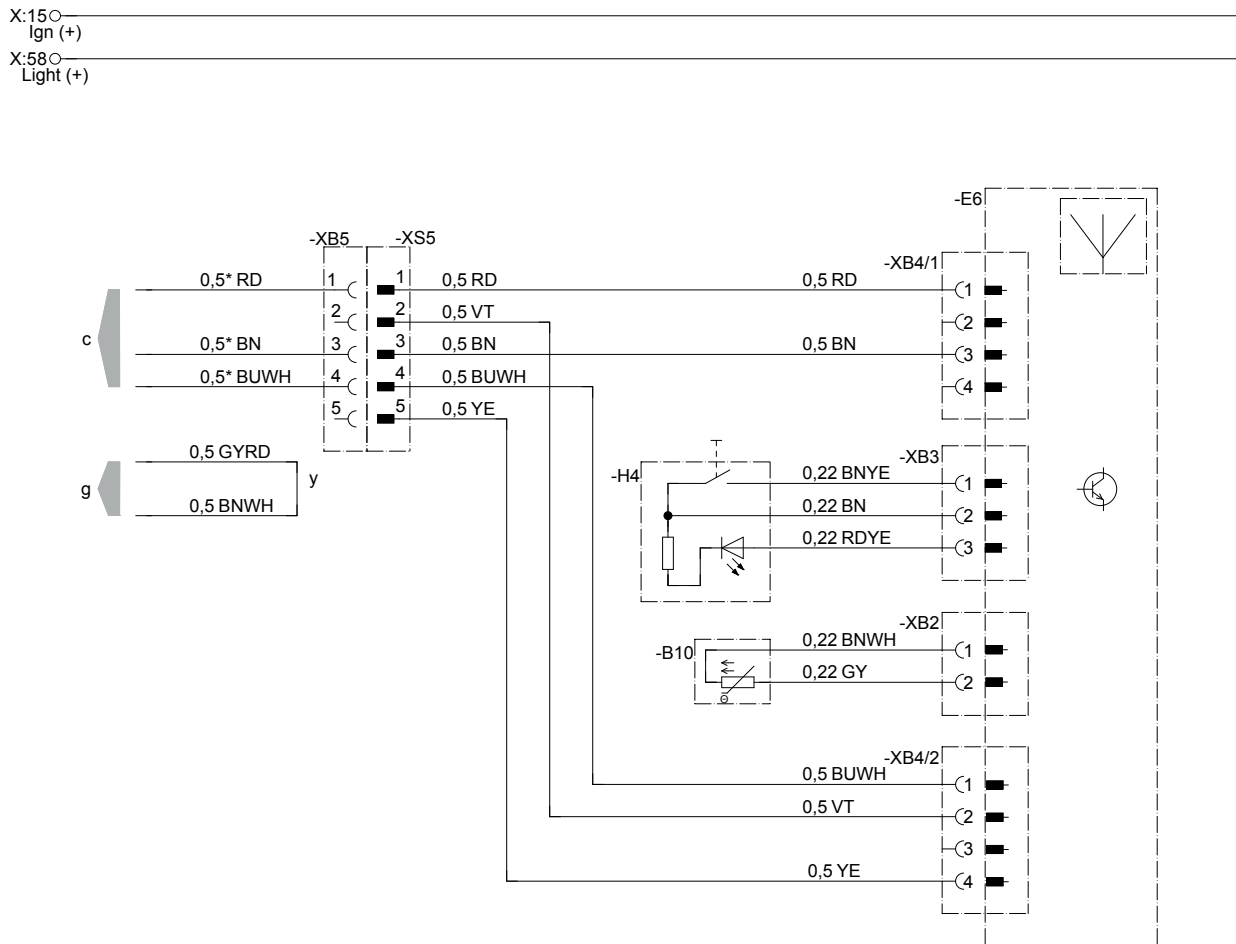 X:15
Ign (+)
X:58
Light (+)
-E6
-XB5 -XS5
-XB4/1
0,5* RD 1 1 0,5 RD 0,5 RD 1
2 2 0,5 VT 2
c 0,5* BN 3 3 0,5 BN 0,5 BN 3
0,5* BUWH 4 4 0,5 BUWH 4
5 5 0,5 YE
0,5 GYRD
g y
0,5 BNWH
-H4 -XB3
0,22 BNYE 1
0,22 BN 2
0,22 RDYE 3
-XB2
-B10 0,22 BNWH 1
0,22 GY 2
Θ
-XB4/2
0,5 BUWH 1
0,5 VT 2
3
0,5 YE 4